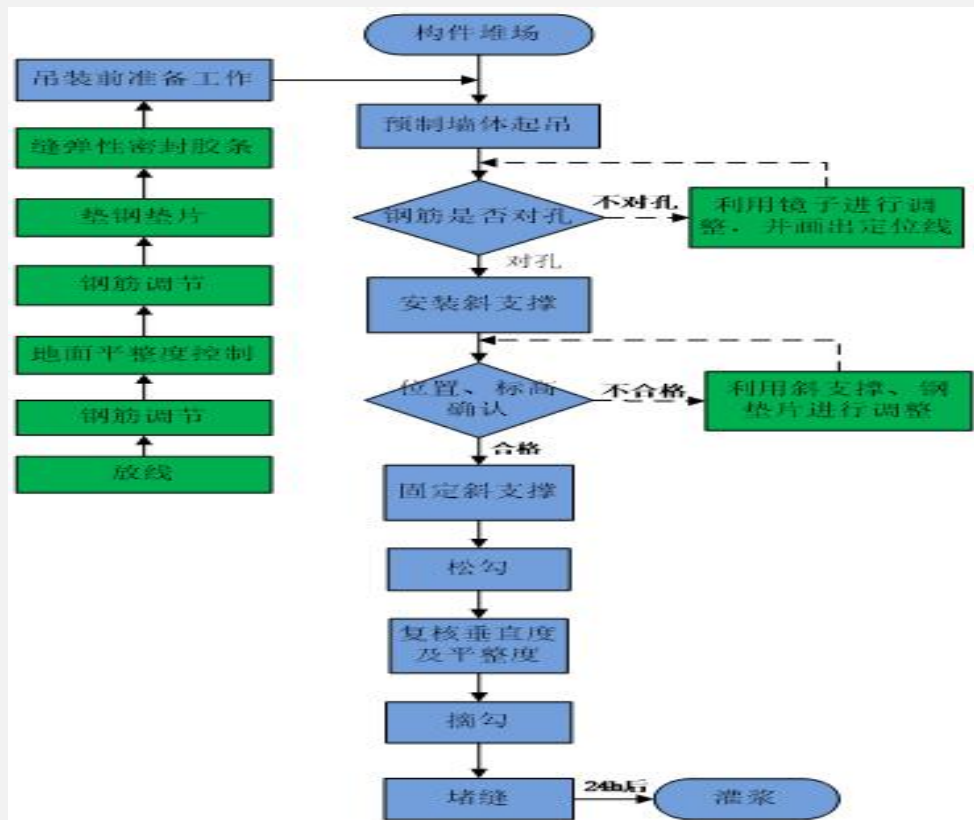 构件堆场
吊装前准备工作
预制墙体起吊
缝弹性密封胶条
垫钢垫片
钢筋调节
地面平整度控制
钢筋调节
放线
钢筋是否对孔
不对孔
利用镜子进行调
整，并画出定位线
对孔
安装斜支撑
位置、标高
确认
不合格
利用斜支撑、钢
垫片进行调整
合格
固定斜支撑
松勾
复核垂直度
及平整度
摘勾
堵缝
24h后
灌浆